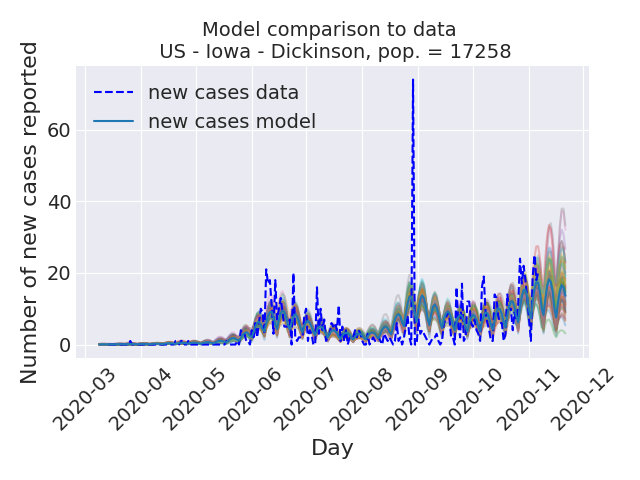 Model comparison to data
US - Iowa - Dickinson, pop. = 17258
Number of new cases reported
new cases data
new cases model
60
40
20
0
2020-03
2020-04
2020-05
2020-06
2020-07
2020-08
2020-09
2020-10
2020-11
2020-12
Day